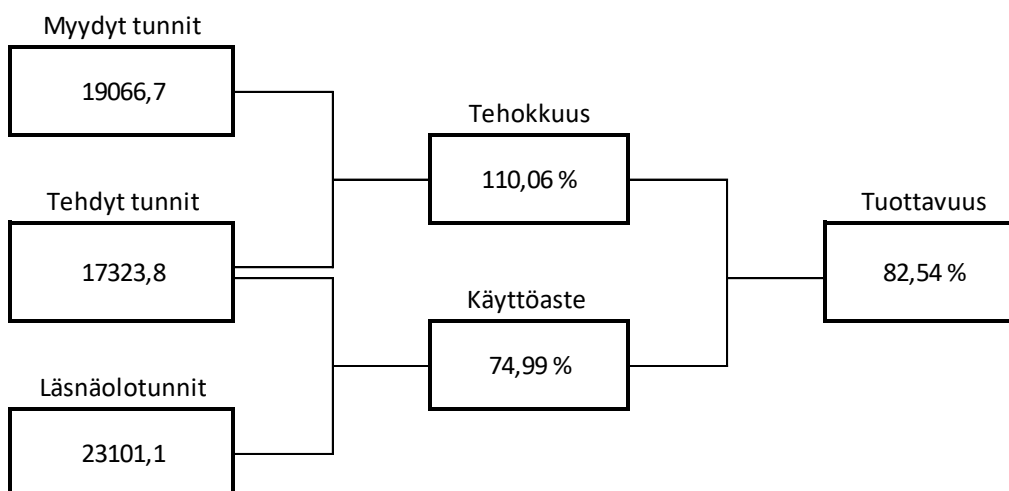 Myydyt tunnit
19066,7
Tehokkuus
110,06 %
Tehdyt tunnit
17323,8
Tuottavuus
82,54 %
Käyttöaste
74,99 %
Läsnäolotunnit
23101,1